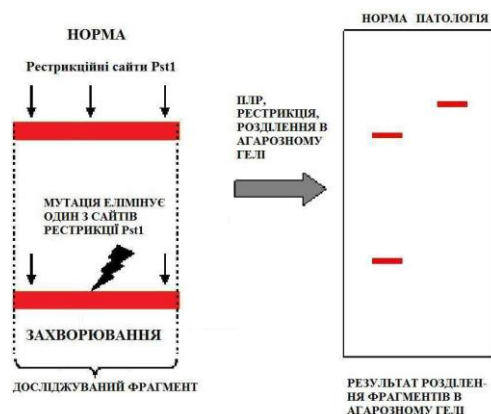 НОРМА
Рестрикційні сайти Pst1
МУТАЦІЯ ЕЛІМІНУЄ
ОДИН З САЙТІВ
РЕСТРИКЦІЇ Pst1
ЗАХВОРЮВАННЯ
ДОСЛІДЖУВАНИЙ ФРАГМЕНТ
ПЛР,
РЕСТРИКЦІЯ,
РОЗДІЛЕННЯ В
АГАРОЗНОМУ
ГЕЛІ
НОРМА ПАТОЛОГІЯ
РЕЗУЛЬТАТ РОЗДІЛЕН-
НЯ ФРАГМЕНТІВ В
АГАРОЗНОМУ ГЕЛІ